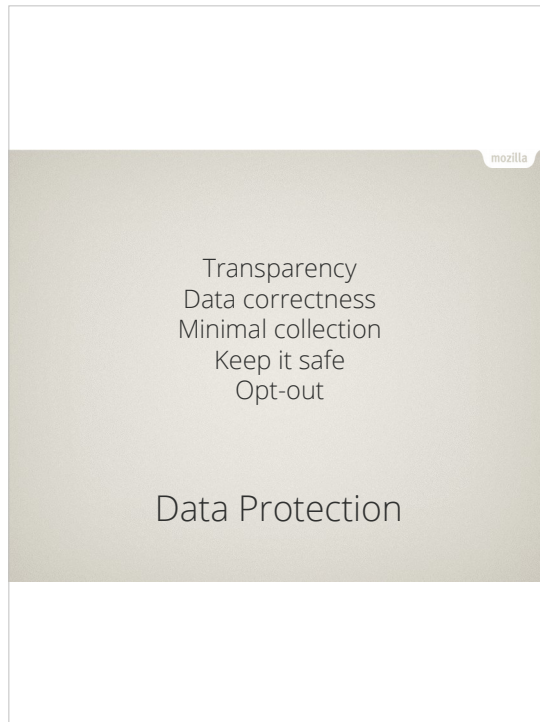 mozilla
Transparency
Data correctness
Minimal collection
Keep it safe
Opt-out
Data Protection